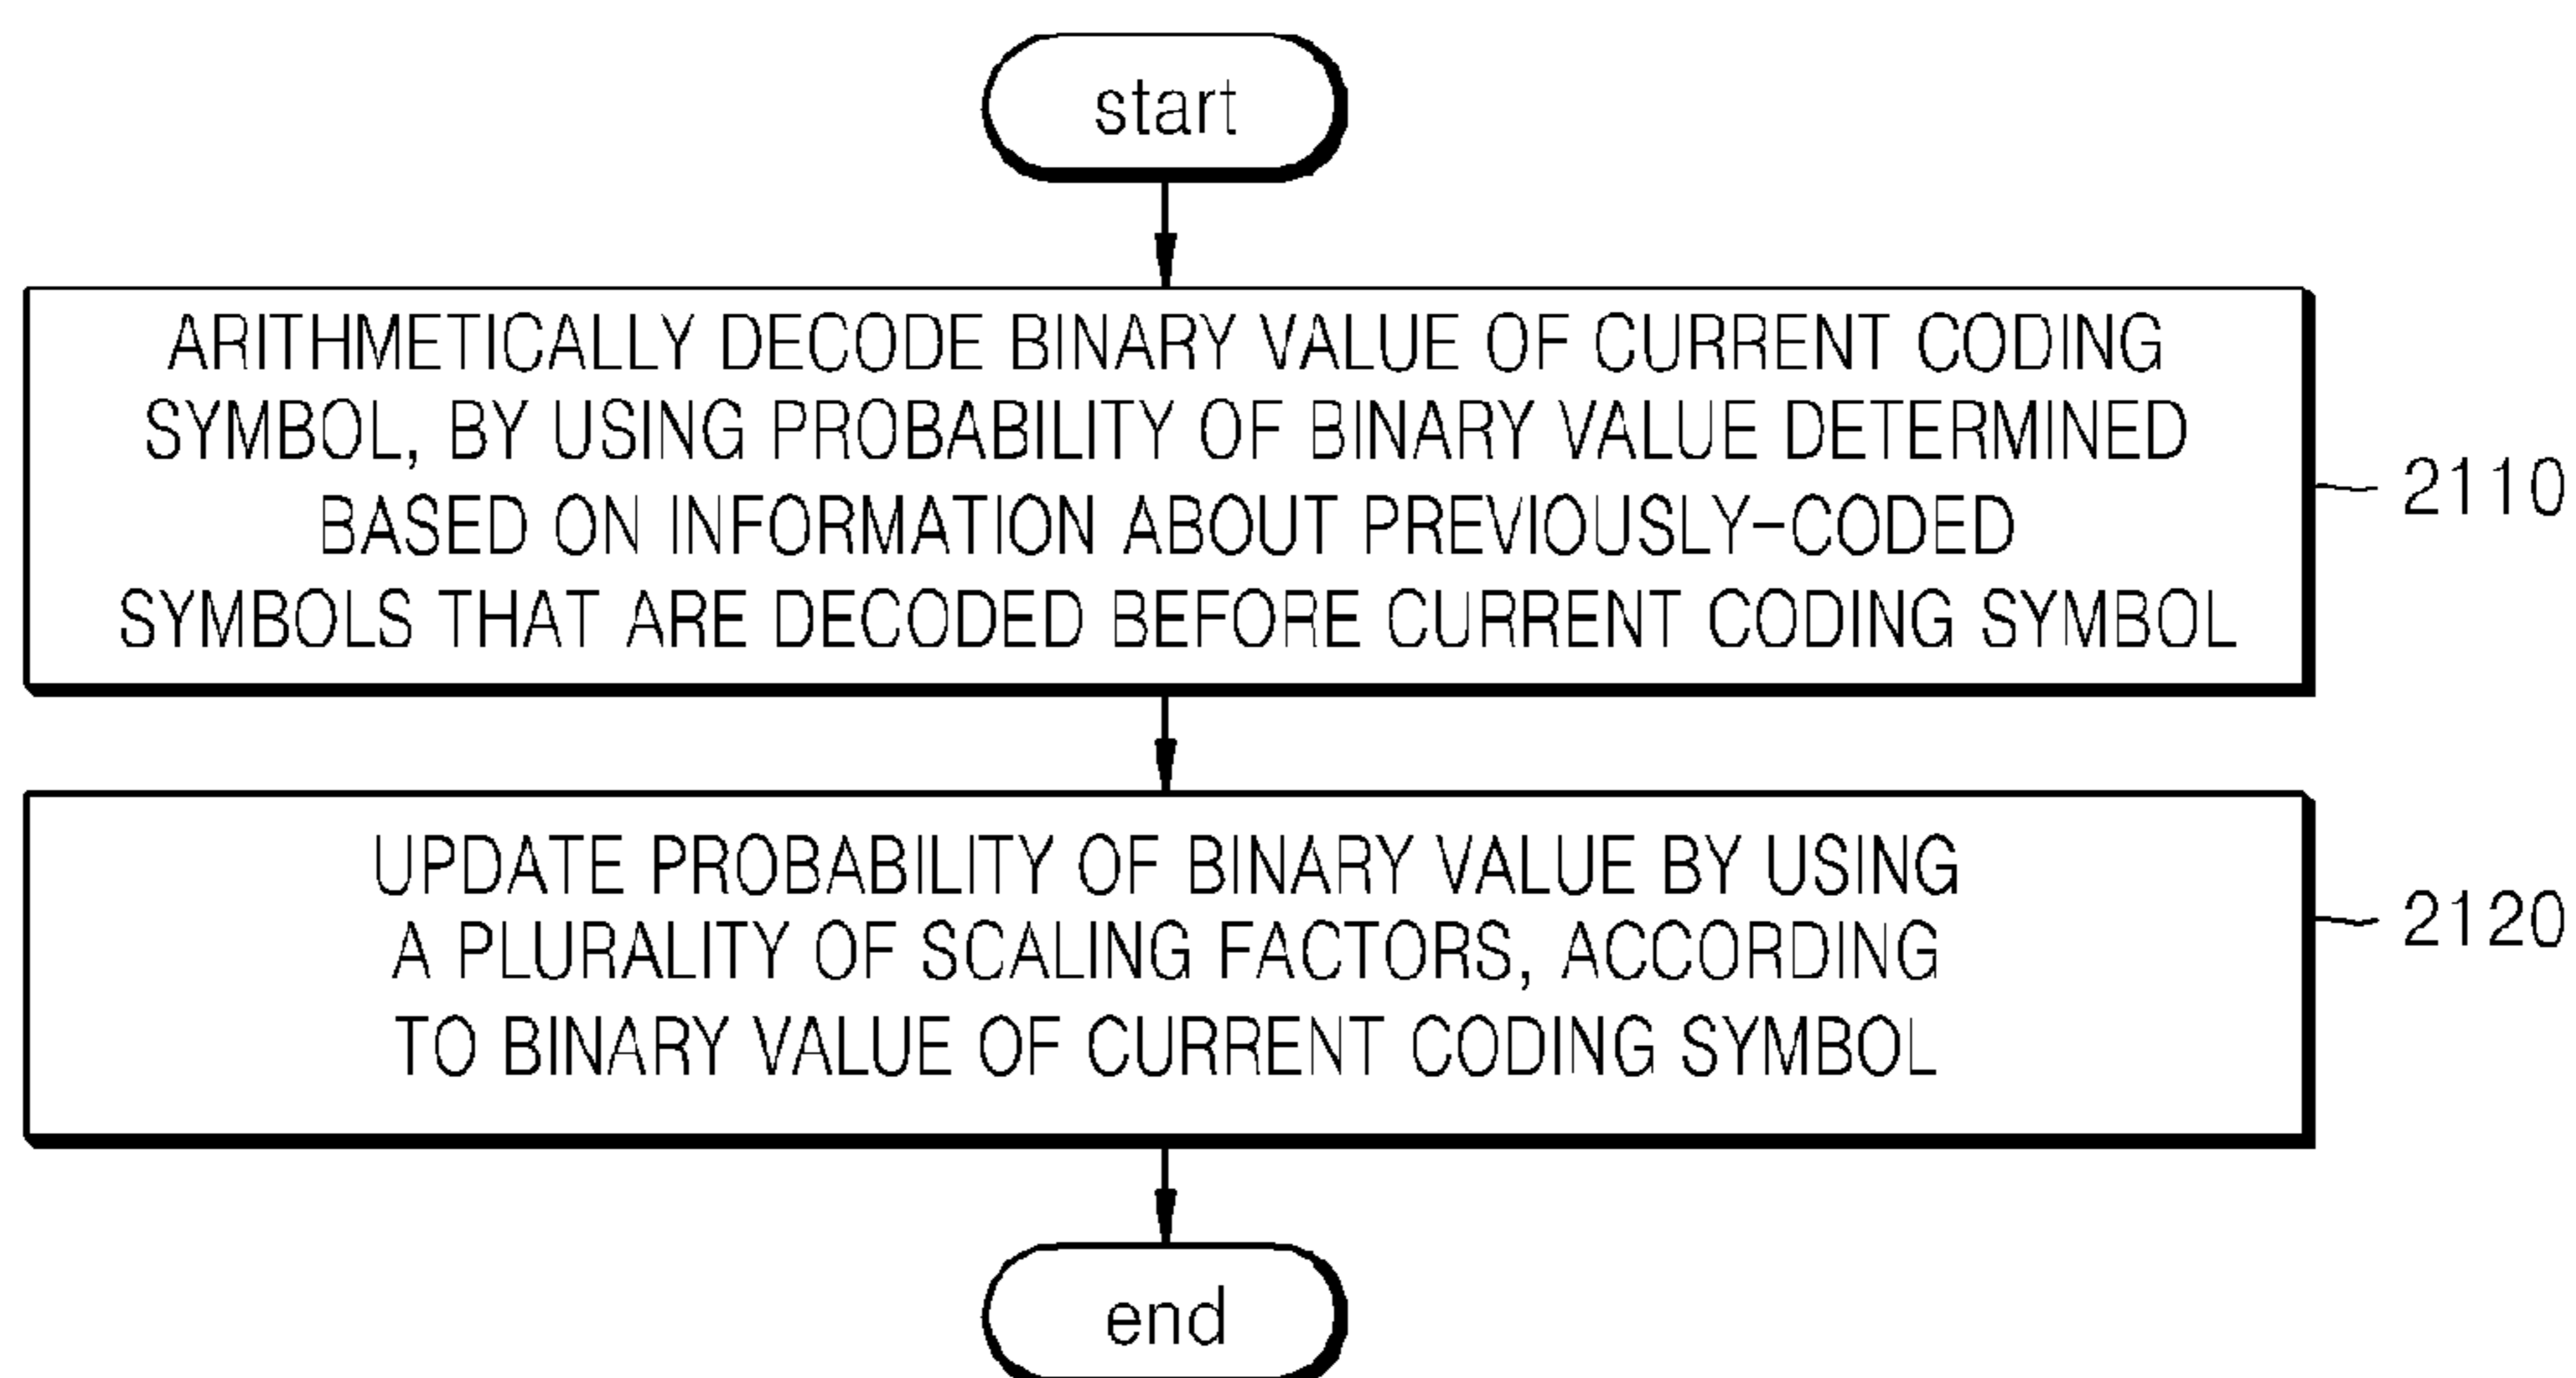 start
ARITHMETICALLY DECODE BINARY VALUE OF CURRENT CODING
SYMBOL, BY USING PROBABILITY OF BINARY VALUE DETERMINED
BASED ON INFORMATION ABOUT PREVIOUSLY-CODED
SYMBOLS THAT ARE DECODED BEFORE CURRENT CODING SYMBOL
2110
UPDATE PROBABILITY OF BINARY VALUE BY USING
A PLURALITY OF SCALING FACTORS, ACCORDING
TO BINARY VALUE OF CURRENT CODING SYMBOL
2120
end